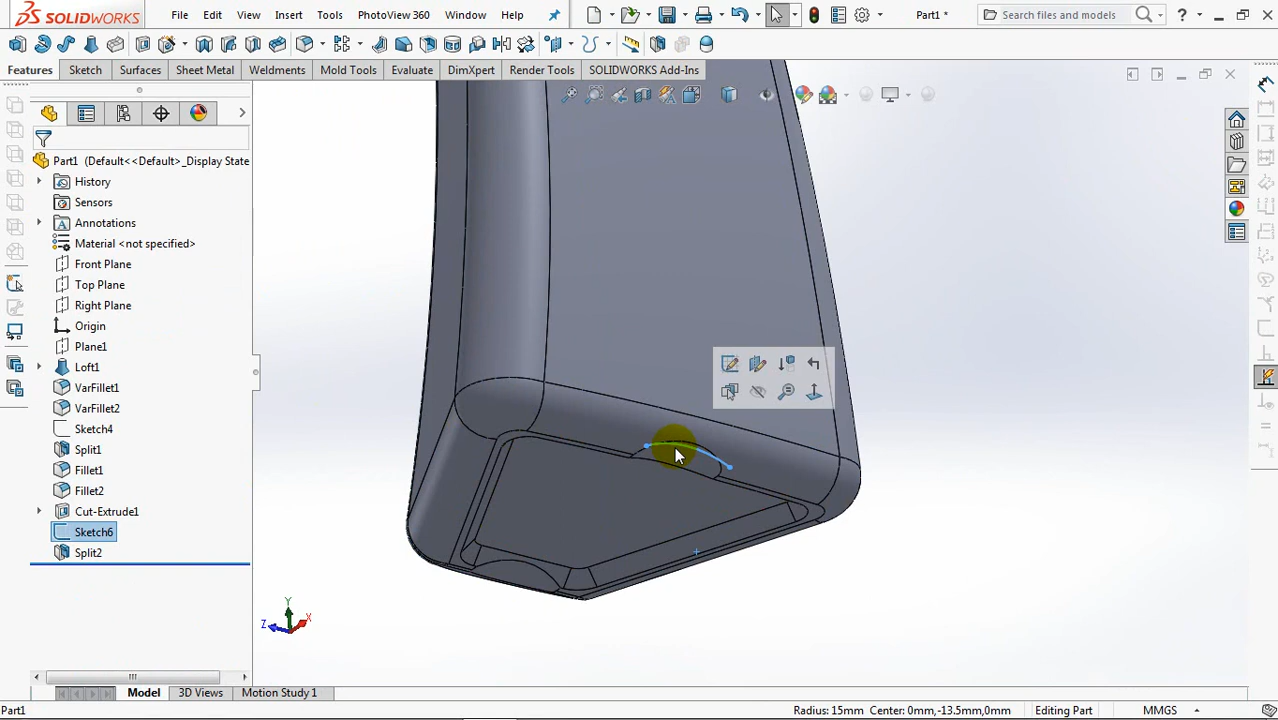 SOLIDWORKS File Edit View Insert Tools PhotoView 360 Window Help Part1 * Search files and models ?
Features Sketch Surfaces Sheet Metal Weldments Mold Tools Evaluate DimXpert Render Tools SOLIDWORKS Add-Ins
Part1 (Default<<Default>_Display State
History
Sensors
Annotations
Material <not specified>
Front Plane
Top Plane
Right Plane
Origin
Plane1
Loft1
VarFillet1
VarFillet2
Sketch4
Split1
Fillet1
Fillet2
Cut-Extrude1
Sketch6
Split2
Y
Z X
Model 3D Views Motion Study 1
Part1 Radius: 15mm Center: 0mm,-13.5mm,0mm Editing Part MMGS